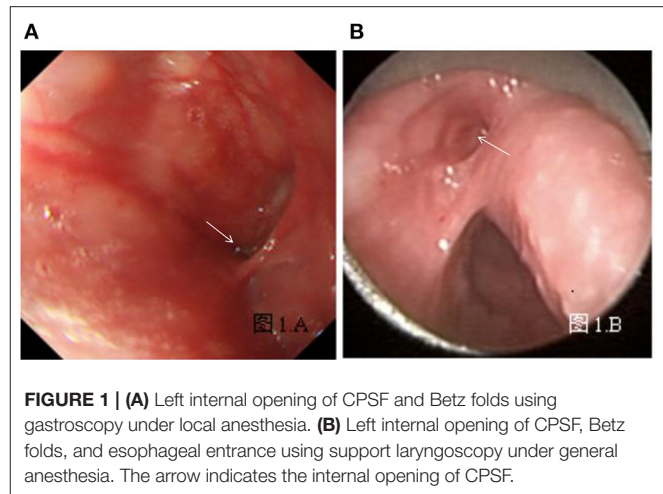 A
B
图 1.A
图 1.B
FIGURE 1 | (A) Left internal opening of CPSF and Betz folds using
gastroscopy under local anesthesia. (B) Left internal opening of CPSF, Betz
folds, and esophageal entrance using support laryngoscopy under general
anesthesia. The arrow indicates the internal opening of CPSF.